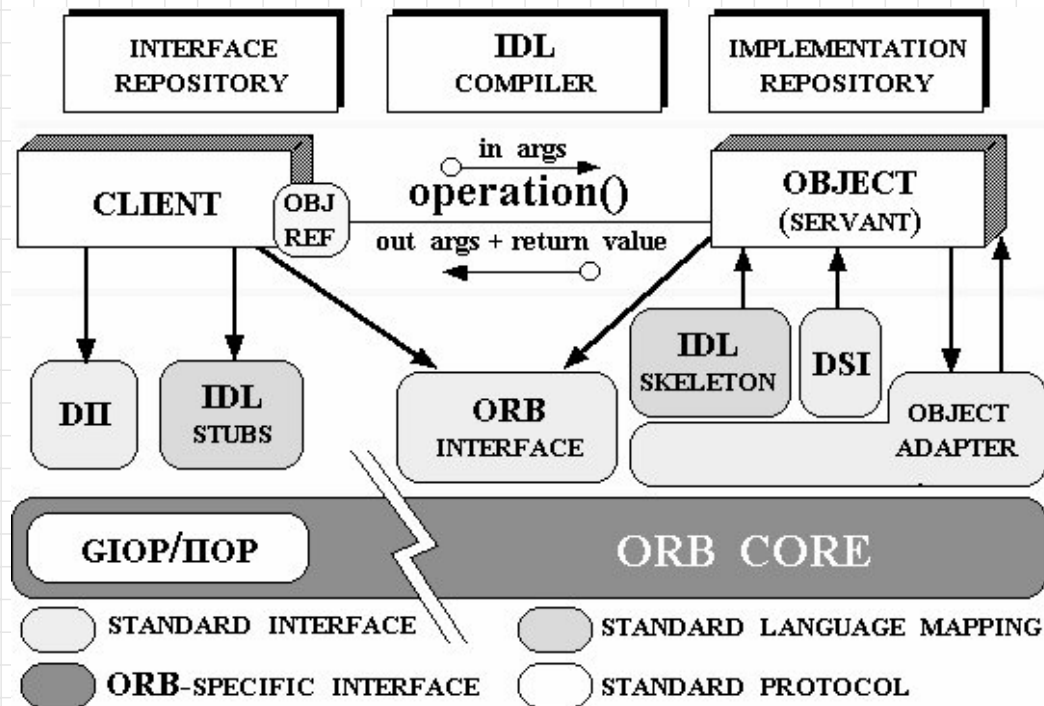 INTERFACE
REPOSITORY
IDL
COMPILER
IMPLEMENTATION
REPOSITORY
CLIENT
OBJ
REF
in args
operation()
out args + return value
OBJECT
(SERVANT)
DII
IDL
STUBS
ORB
INTERFACE
IDL
SKELETON
DSI
OBJECT
ADAPTER
GIOP/IIOP
ORB CORE
STANDARD INTERFACE
STANDARD LANGUAGE MAPPING
ORB-SPECIFIC INTERFACE
STANDARD PROTOCOL